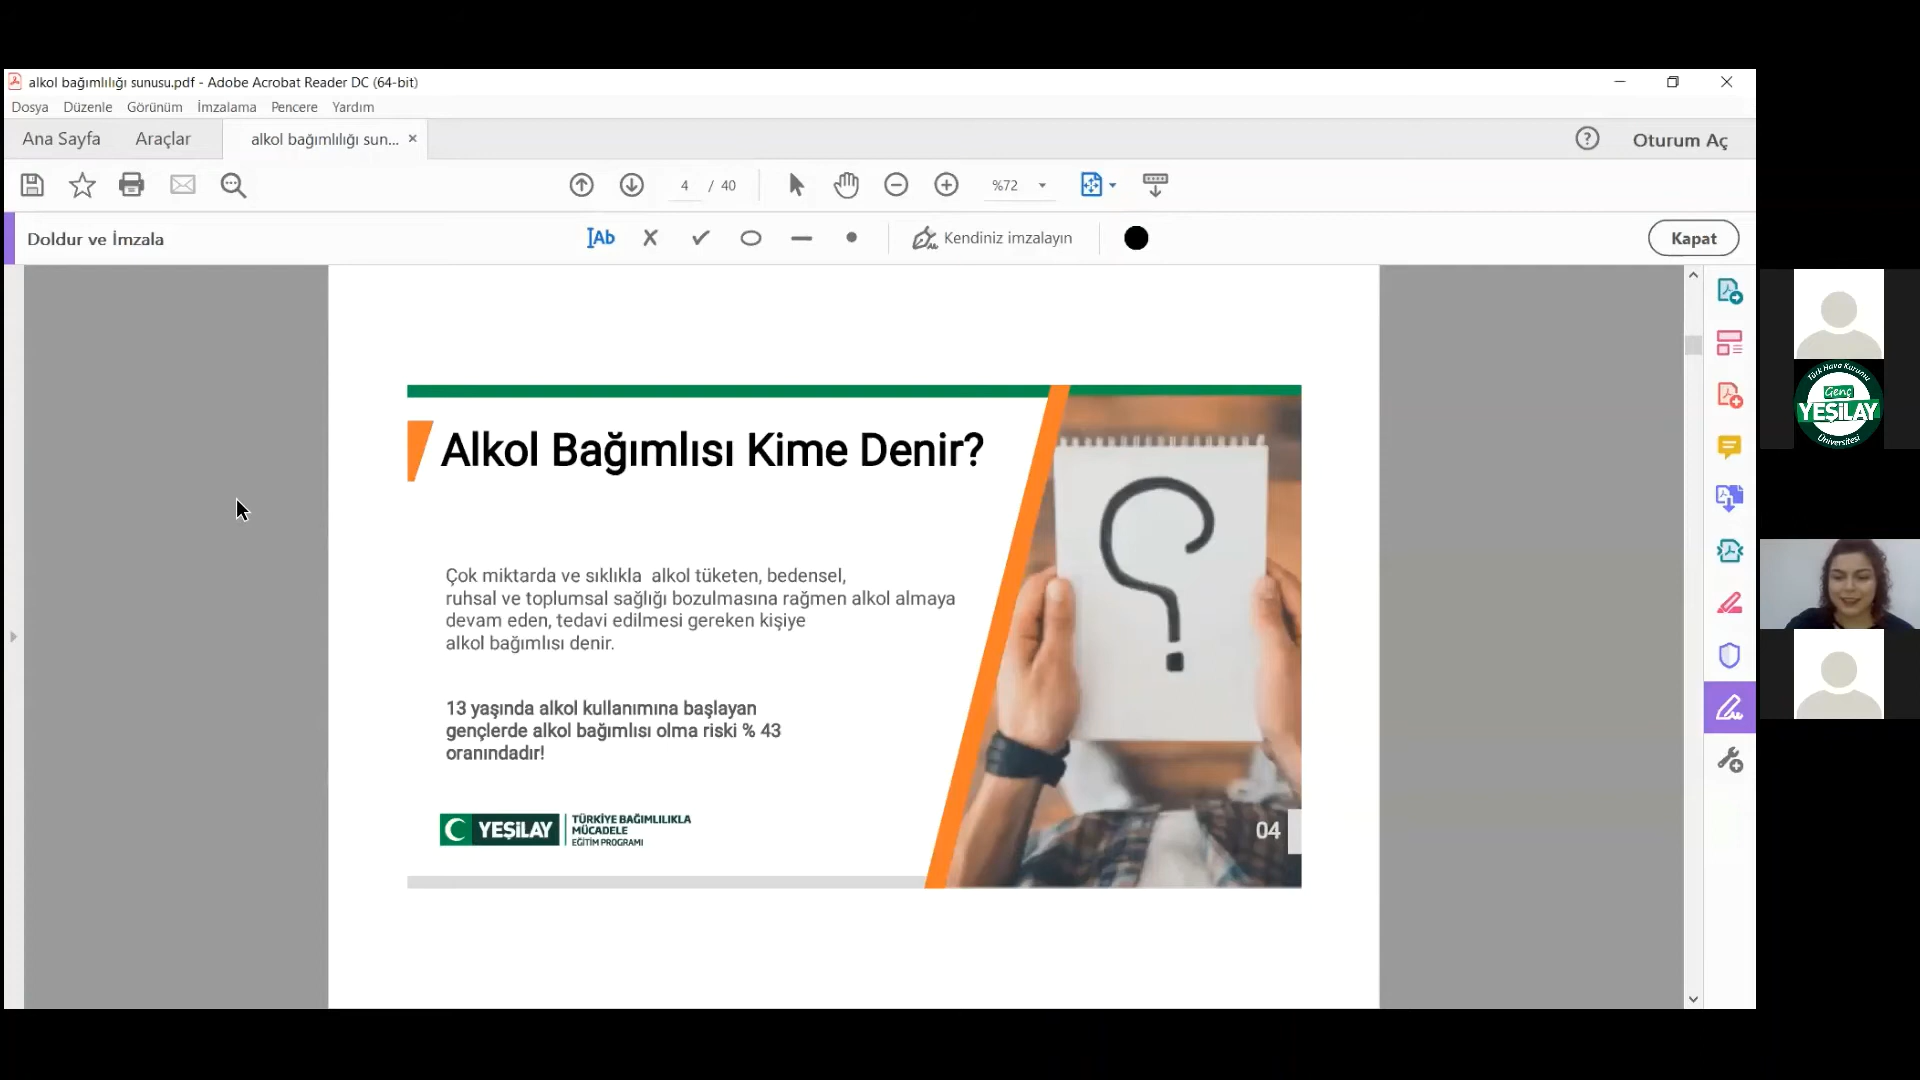 alkol bağımlılığı sunusu.pdf - Adobe Acrobat Reader DC (64-bit)
Dosya Düzenle Görünüm İmzalama Pencere Yardım
Ana Sayfa Araçlar alkol bağımlılığı sun... Oturum Aç
4 / 40 %72
Doldur ve İmzala Kendiniz imzalayın Kapat
Alkol Bağımlısı Kime Denir?
Çok miktarda ve sıklıkla alkol tüketen, bedensel,
ruhsal ve toplumsal sağlığı bozulmasına rağmen alkol almaya
devam eden, tedavi edilmesi gereken kişiye
alkol bağımlısı denir.
13 yaşında alkol kullanımına başlayan
gençlerde alkol bağımlısı olma riski % 43
oranındadır!
YEŞİLAY
TÜRKİYE BAĞIMLILIKLA
MÜCADELE
EĞİTİM PROGRAMI
04
Türk Hava Kurumu
Genç
YEŞİLAY
Üniversitesi